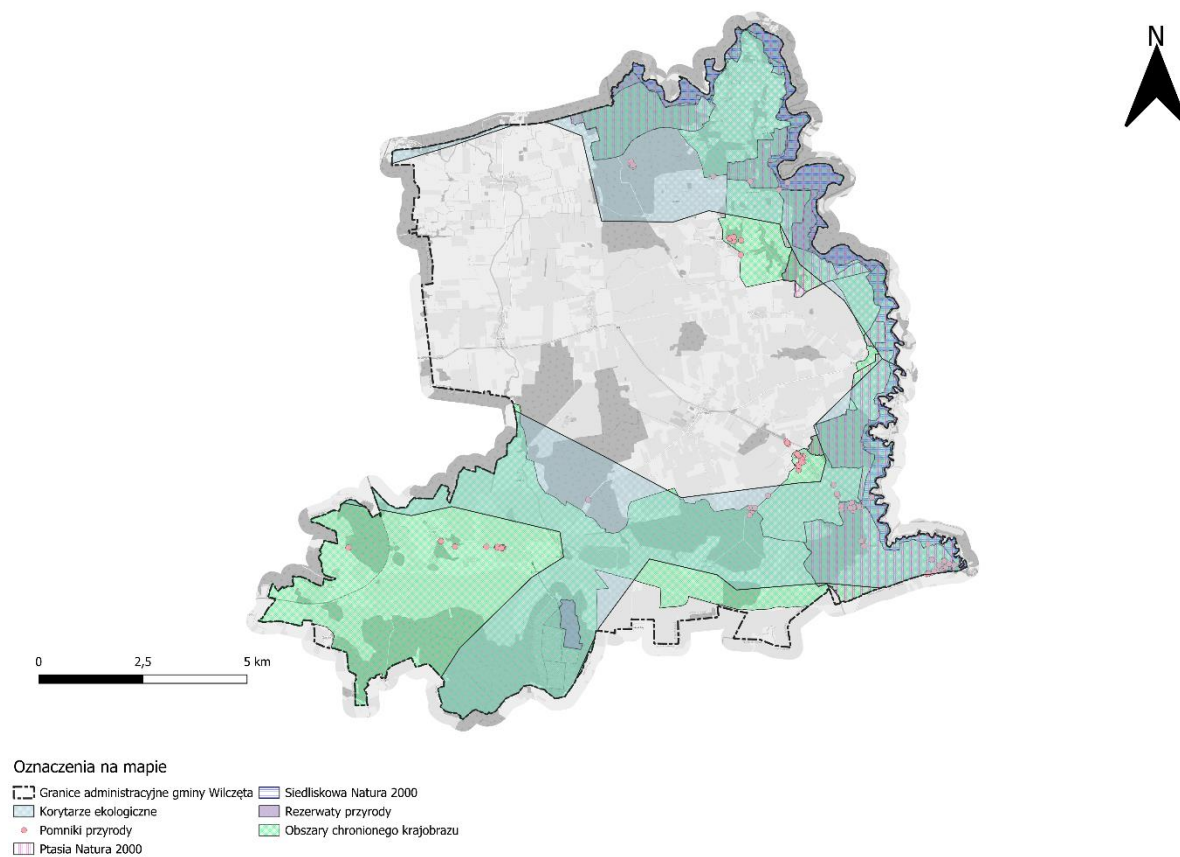 N
0 2,5 5 km
Oznaczenia na mapie
Granice administracyjne gminy Wilczęta
Korytarze ekologiczne
Pomniki przyrody
Ptasia Natura 2000
Siedliskowa Natura 2000
Rezerwaty przyrody
Obszary chronionego krajobrazu